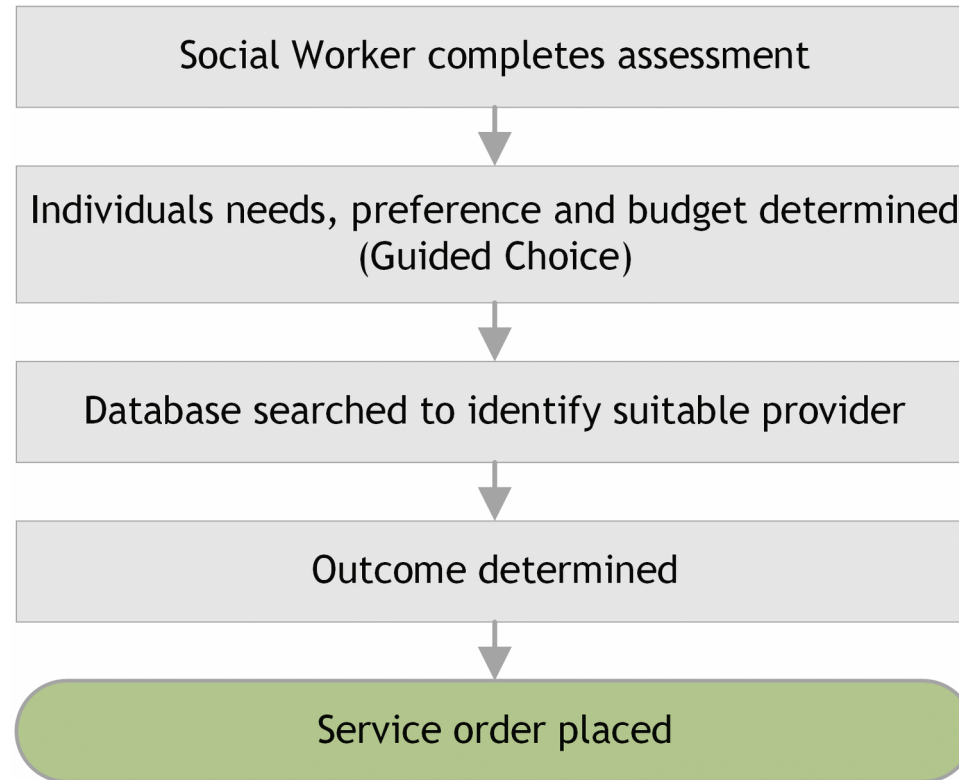 Social Worker completes assessment
Individuals needs, preference and budget determined
(Guided Choice)
Database searched to identify suitable provider
Outcome determined
Service order placed